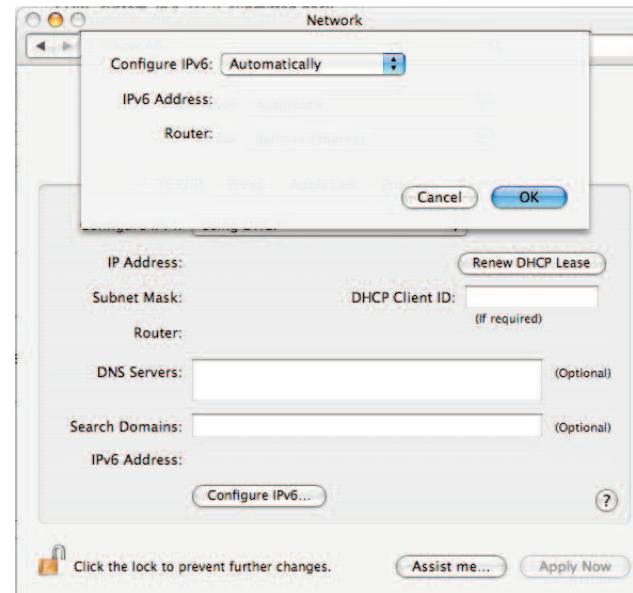 Network
Configure IPv6: Automatically
IPv6 Address:
Router:
Cancel OK
IP Address: Renew DHCP Lease
Subnet Mask: DHCP Client ID:
(If required)
Router:
DNS Servers: (Optional)
Search Domains: (Optional)
IPv6 Address:
Configure IPv6...
?
Click the lock to prevent further changes. Assist me... Apply Now